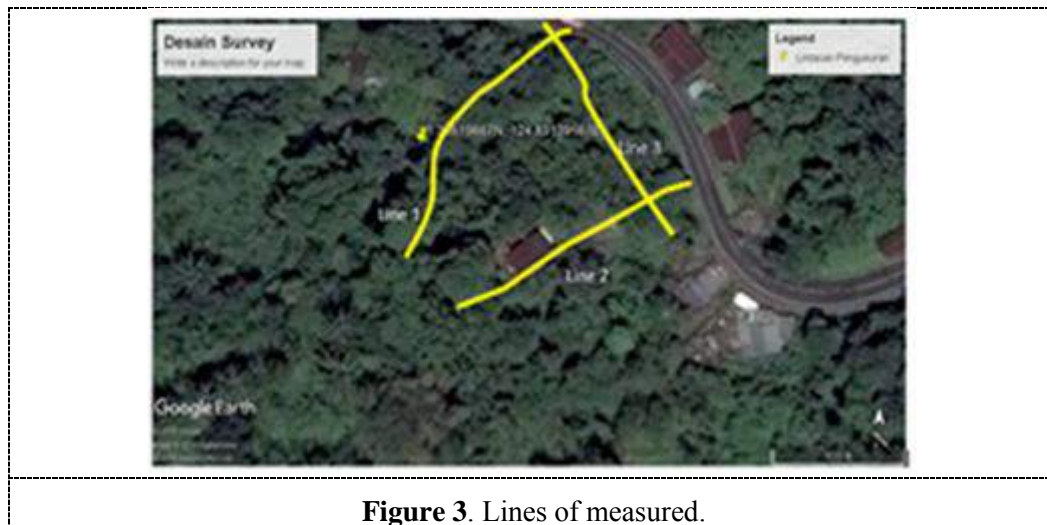 Desain Survey
Write a description for your map
Legend
Lintasan Pengukuran
Line 3
Line 1
Line 2
Google Earth
Figure 3. Lines of measured.